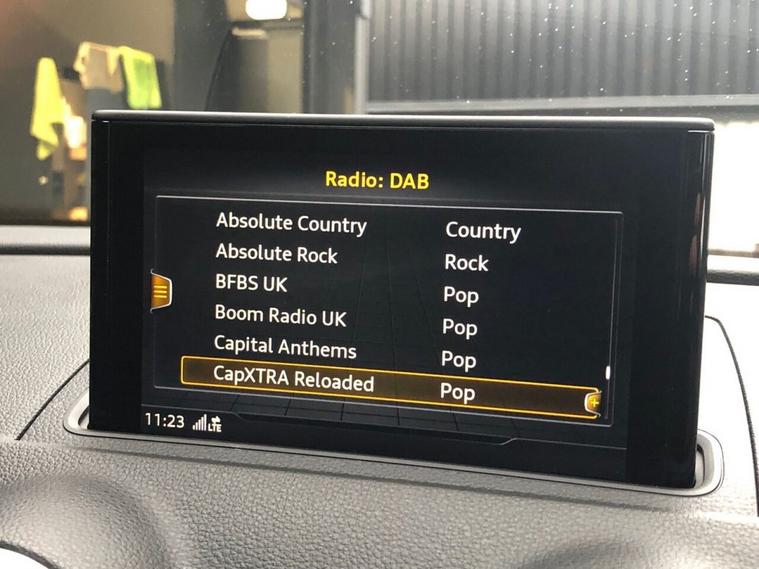 Radio: DAB
Absolute Country Country
Absolute Rock Rock
BFBS UK Pop
Boom Radio UK Pop
Capital Anthems Pop
CapXTRA Reloaded Pop
11:23 LTE